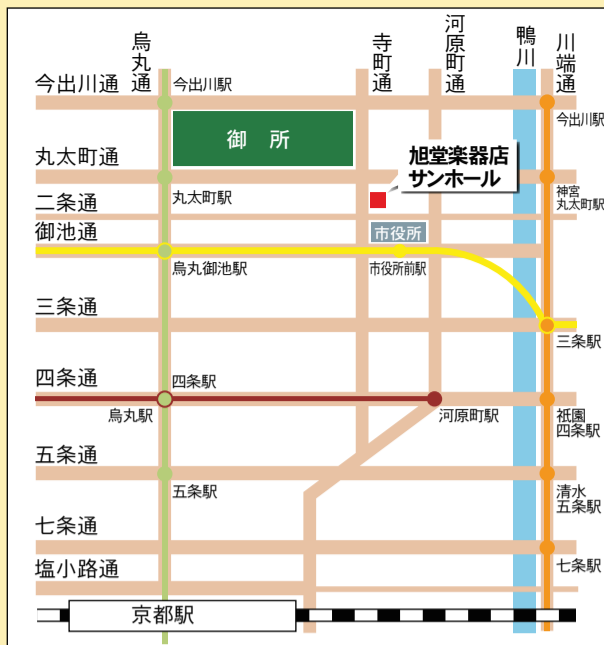 烏丸通
寺町通
河原町通
鴨川
川端通
今出川通
今出川駅
今出川駅
御 所
丸太町通
旭堂楽器店
サンホール
丸太町駅
神宮
丸太町駅
二条通
御池通
市役所
烏丸御池駅
市役所前駅
三条通
三条駅
四条通
四条駅
烏丸駅
河原町駅
祇園
四条駅
五条通
五条駅
清水
五条駅
七条通
七条駅
塩小路通
京都駅